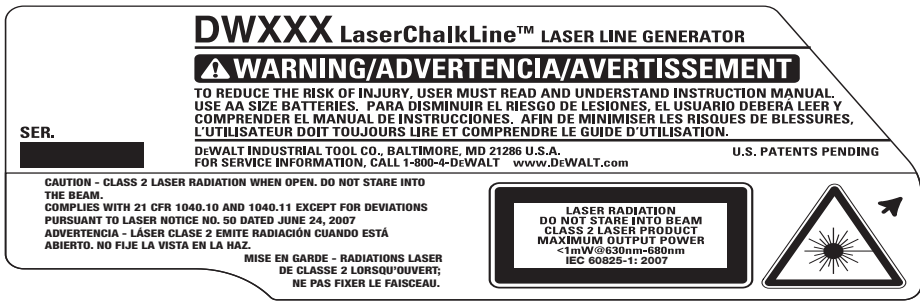 DWXXX LaserChalkLine™ LASER LINE GENERATOR
WARNING/ADVERTENCIA/AVERTISSEMENT
TO REDUCE THE RISK OF INJURY, USER MUST READ AND UNDERSTAND INSTRUCTION MANUAL.
USE AA SIZE BATTERIES. PARA DISMINUIR EL RIESGO DE LESIONES, EL USUARIO DEBERÁ LEER Y
COMPRENDER EL MANUAL DE INSTRUCCIONES. AFIN DE MINIMISER LES RISQUES DE BLESSURES,
L'UTILISATEUR DOIT TOUJOURS LIRE ET COMPRENDRE LE GUIDE D'UTILISATION.
SER.
DEWALT INDUSTRIAL TOOL CO., BALTIMORE, MD 21286 U.S.A. U.S. PATENTS PENDING
FOR SERVICE INFORMATION, CALL 1-800-4-DEWALT www.DEWALT.com
CAUTION - CLASS 2 LASER RADIATION WHEN OPEN. DO NOT STARE INTO
THE BEAM.
COMPLIES WITH 21 CFR 1040.10 AND 1040.11 EXCEPT FOR DEVIATIONS
PURSUANT TO LASER NOTICE NO. 50 DATED JUNE 24, 2007
ADVERTENCIA - LÁSER CLASE 2 EMITE RADIACIÓN CUANDO ESTÁ
ABIERTO. NO FIJE LA VISTA EN LA HAZ.
MISE EN GARDE - RADIATIONS LASER
DE CLASSE 2 LORSQU'OUVERT;
NE PAS FIXER LE FAISCEAU.
LASER RADIATION
DO NOT STARE INTO BEAM
CLASS 2 LASER PRODUCT
MAXIMUM OUTPUT POWER
<1mW@630nm-680nm
IEC 60825-1: 2007